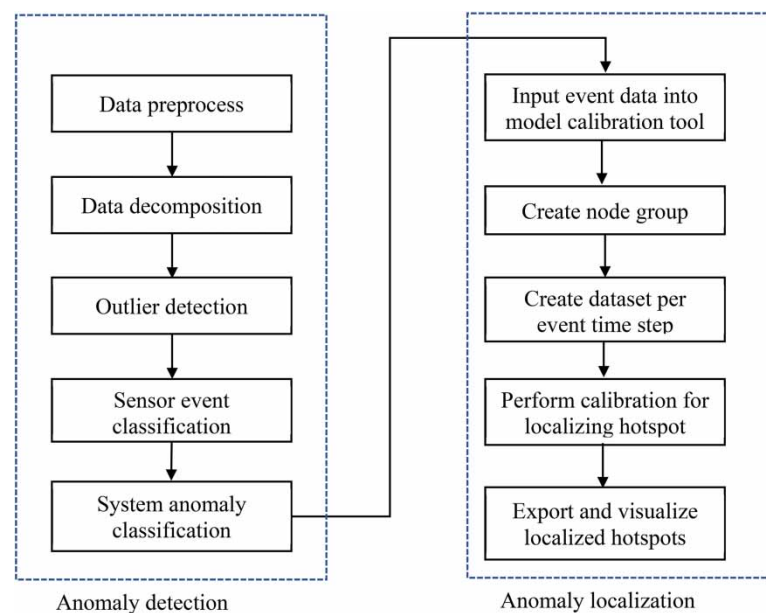 Data preprocess
Data decomposition
Outlier detection
Sensor event
classification
System anomaly
classification
Anomaly detection
Input event data into
model calibration tool
Create node group
Create dataset per
event time step
Perform calibration for
localizing hotspot
Export and visualize
localized hotspots
Anomaly localization